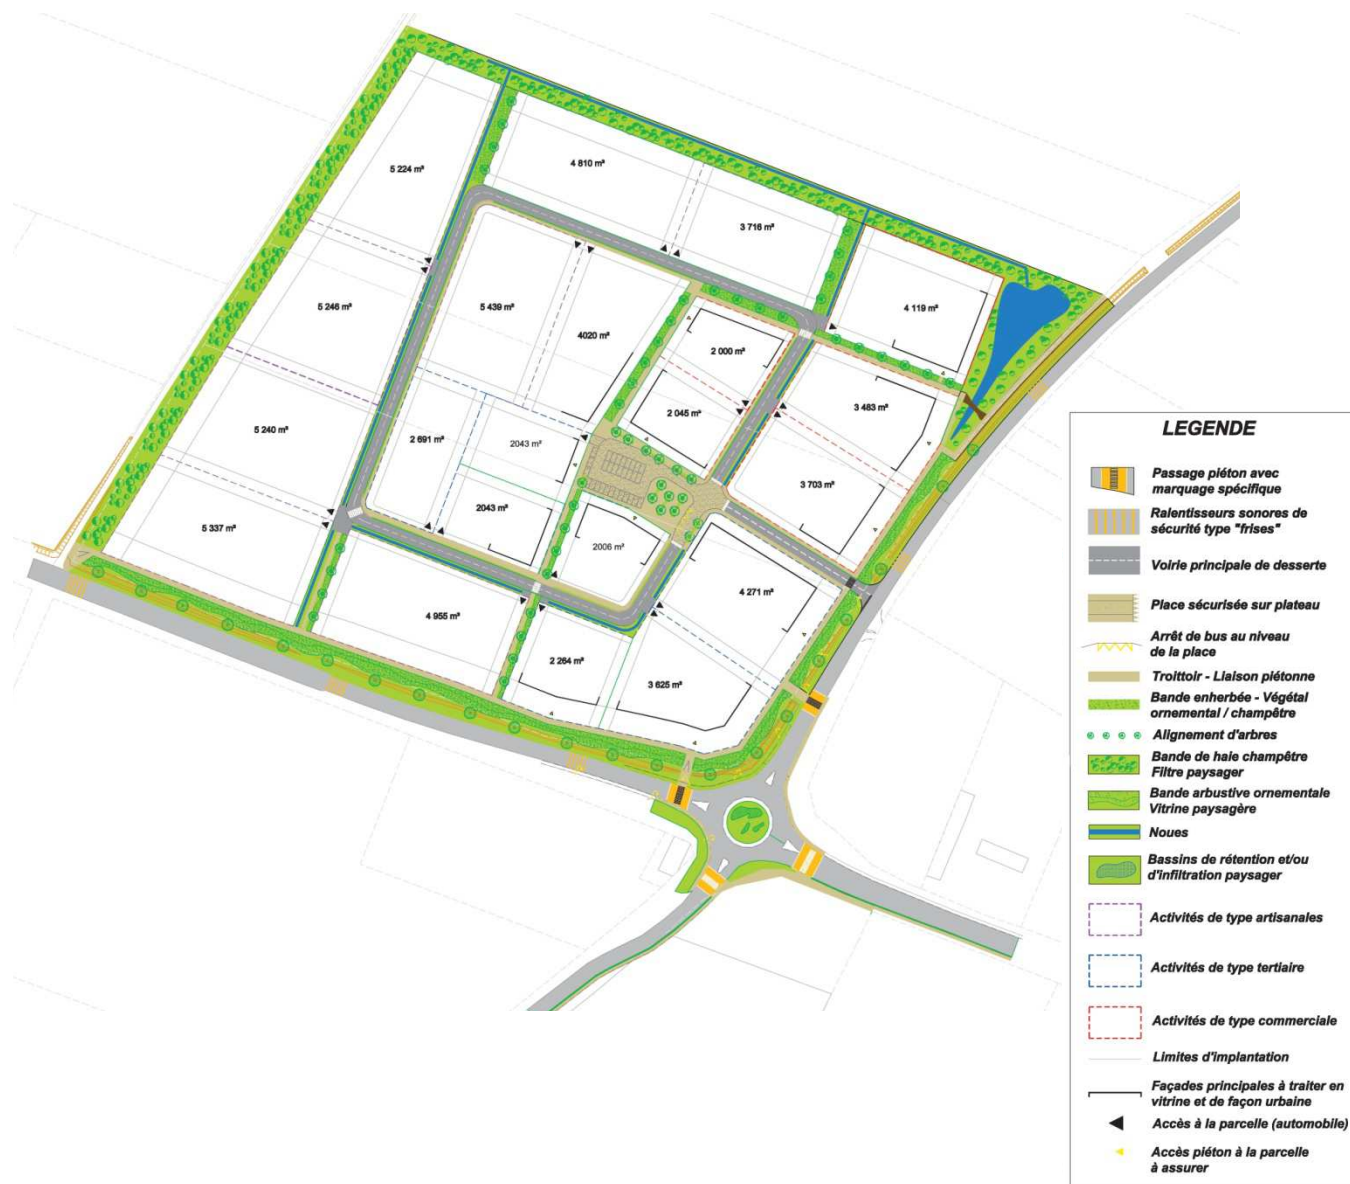 5 224 m²
4 810 m²
3 716 m²
5 246 m²
5 439 m²
4020 m²
4 119 m²
2 000 m²
2 045 m²
3 483 m²
5 240 m²
2 691 m²
2043 m²
3 703 m²
5 337 m²
2043 m²
2006 m²
4 271 m²
4 955 m²
2 264 m²
3 625 m²
LEGENDE
Passage piéton avec
marquage spécifique
Ralentisseurs sonores de
sécurité type "frises"
Voirie principale de desserte
Place sécurisée sur plateau
Arrêt de bus au niveau
de la place
Trolttoir - Liaison piétonne
Bande enherbée - Végétal
ornemental / champêtre
Alignement d'arbres
Bande de haie champêtre
Filtre paysager
Bande arbustive ornementale
Vitrine paysagère
Noues
Bassins de rétention et/ou
d'infiltration paysager
Activités de type artisanales
Activités de type tertiaire
Activités de type commerciale
Limites d'implantation
Façades principales à traiter en
vitrine et de façon urbaine
Accès à la parcelle (automobile)
Accès piéton à la parcelle
à assurer